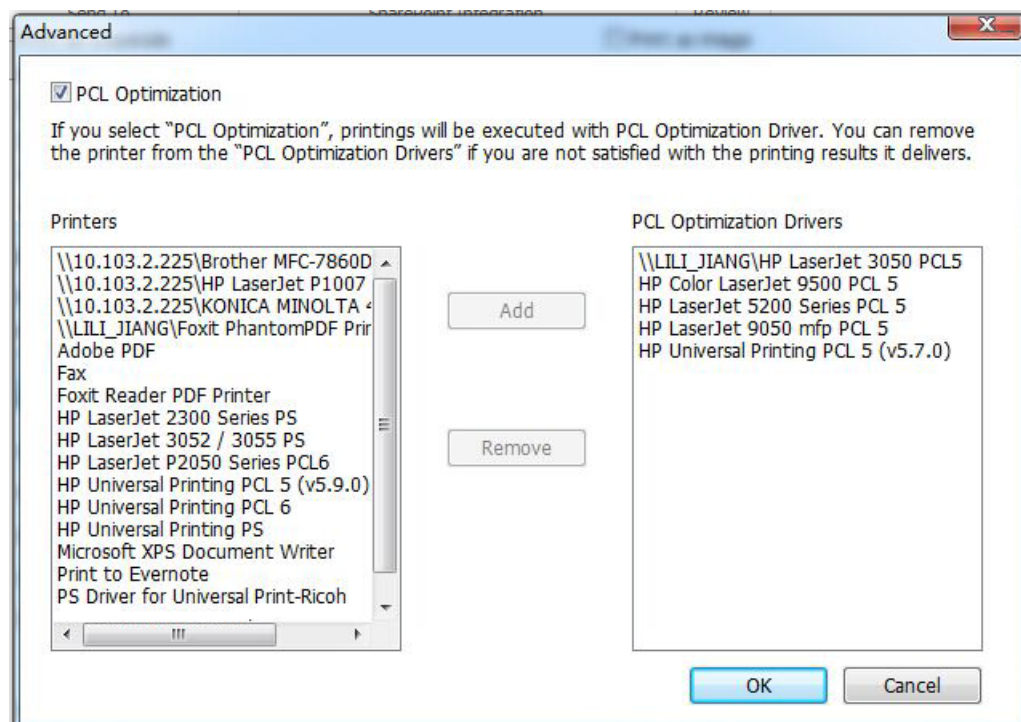 Advanced
PCL Optimization
If you select “PCL Optimization”, printings will be executed with PCL Optimization Driver. You can remove
the printer from the “PCL Optimization Drivers” if you are not satisfied with the printing results it delivers.
Printers
\\10.103.2.225\Brother MFC-7860D
\\10.103.2.225\HP LaserJet P1007
\\10.103.2.225\KONICA MINOLTA 4
\\LILI_JIANG\Foxit PhantomPDF Prir
Adobe PDF
Fax
Foxit Reader PDF Printer
HP LaserJet 2300 Series PS
HP LaserJet 3052 / 3055 PS
HP LaserJet P2050 Series PCL6
HP Universal Printing PCL 5 (v5.9.0)
HP Universal Printing PCL 6
HP Universal Printing PS
Microsoft XPS Document Writer
Print to Evernote
PS Driver for Universal Print-Ricoh
Add
Remove
PCL Optimization Drivers
\\LILI_JIANG\HP LaserJet 3050 PCL5
HP Color LaserJet 9500 PCL 5
HP LaserJet 5200 Series PCL 5
HP LaserJet 9050 mfp PCL 5
HP Universal Printing PCL 5 (v5.7.0)
OK
Cancel